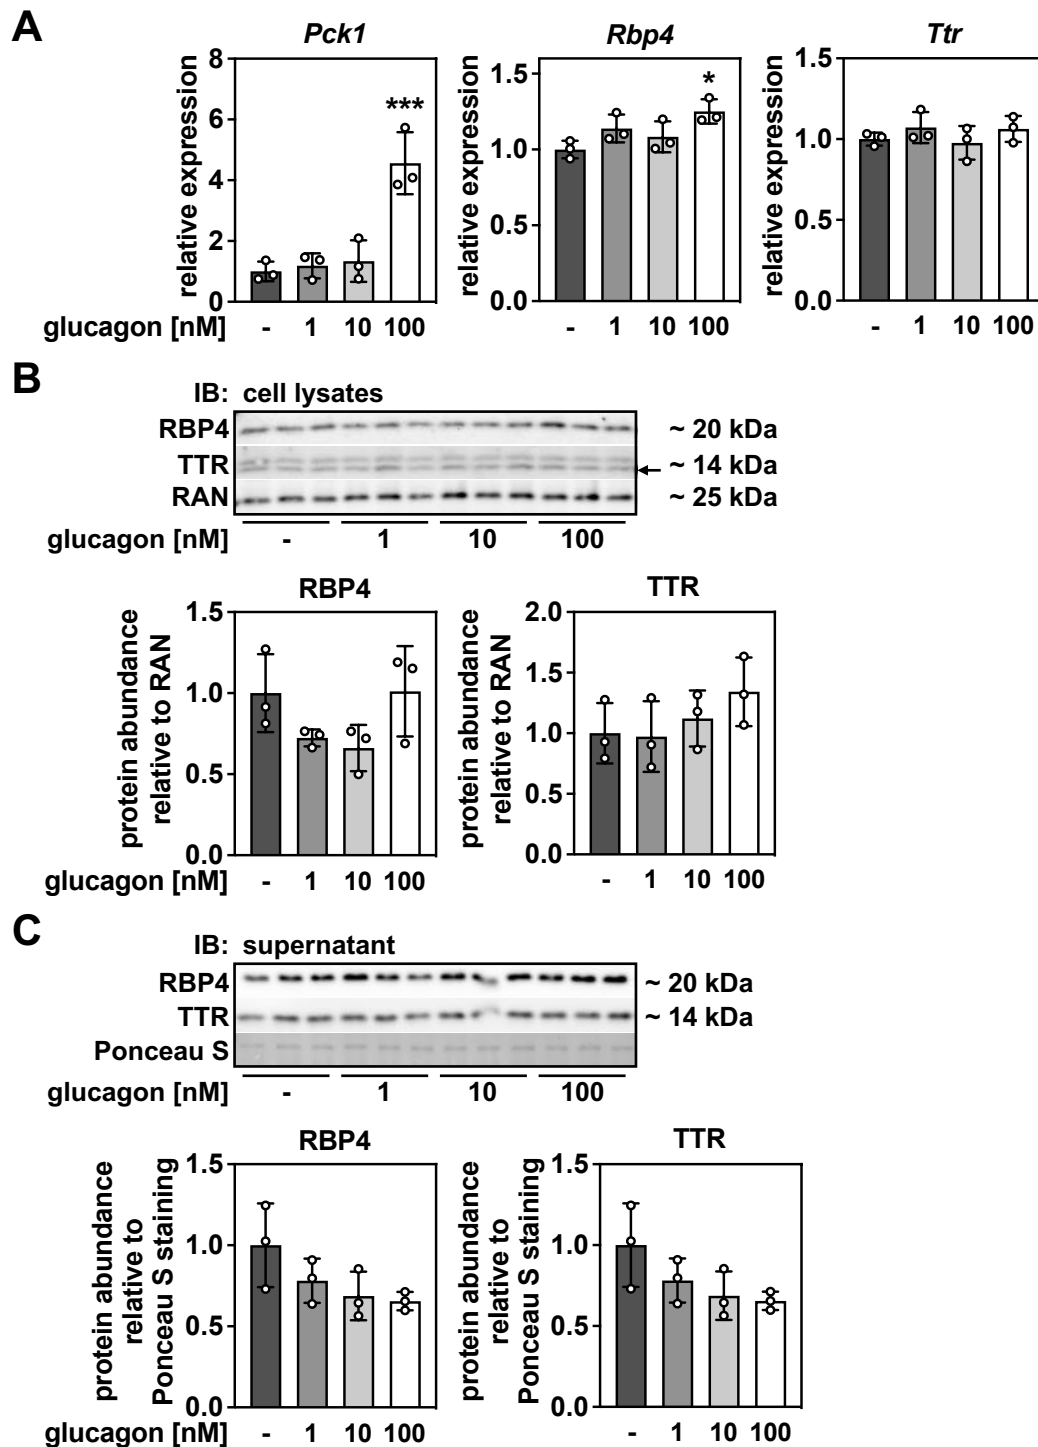 A
Pck1 Rbp4 Ttr
relative expression
8
6
4
2
0
***
relative expression
1.5
1.0
0.5
0.0
*
relative expression
1.5
1.0
0.5
0.0
glucagon [nM] - 1 10 100 - 1 10 100 - 1 10 100
B
IB: cell lysates
RBP4 ~ 20 kDa
TTR ~ 14 kDa
RAN ~ 25 kDa
glucagon [nM] - 1 10 100
RBP4 TTR
protein abundance
relative to RAN
1.5
1.0
0.5
0.0
protein abundance
relative to RAN
2.0
1.5
1.0
0.5
0.0
glucagon [nM] - 1 10 100 - 1 10 100
C
IB: supernatant
RBP4 ~ 20 kDa
TTR ~ 14 kDa
Ponceau S
glucagon [nM] - 1 10 100
RBP4 TTR
protein abundance
relative to
Ponceau S staining
1.5
1.0
0.5
0.0
protein abundance
relative to
Ponceau S staining
1.5
1.0
0.5
0.0
glucagon [nM] - 1 10 100 - 1 10 100